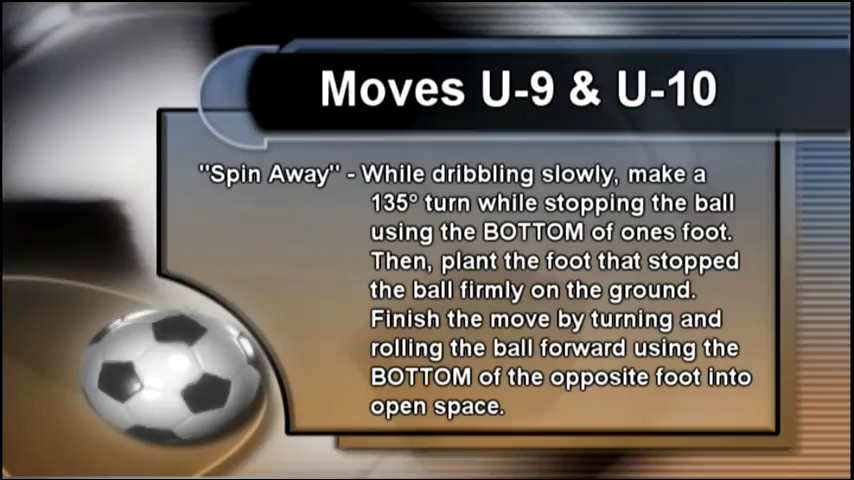 Moves U-9 & U-10
"Spin Away" - While dribbling slowly, make a
135° turn while stopping the ball
using the BOTTOM of ones foot.
Then, plant the foot that stopped
the ball firmly on the ground.
Finish the move by turning and
rolling the ball forward using the
BOTTOM of the opposite foot into
open space.